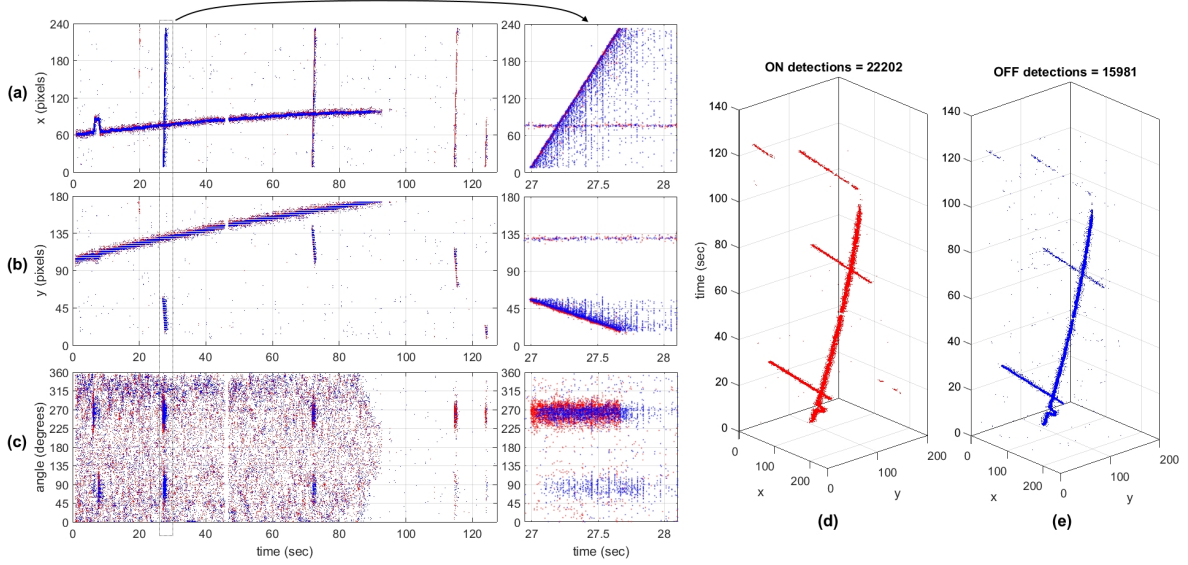 240
180
120
60
0
0 20 40 60 80 100 120
x (pixels)
(a)
240
180
120
60
0
27 27.5 28
180
135
90
45
0
0 20 40 60 80 100 120
y (pixels)
(b)
180
135
90
45
0
27 27.5 28
360
315
270
225
180
135
90
45
0
0 20 40 60 80 100 120
angle (degrees)
time (sec)
(c)
360
315
270
225
180
135
90
45
0
27 27.5 28
time (sec)
ON detections = 22202
140
120
100
80
60
40
20
0
time (sec)
0
100
200
x
0
100
200
y
(d)
OFF detections = 15981
140
120
100
80
60
40
20
0
0
100
200
x
0
100
200
y
(e)